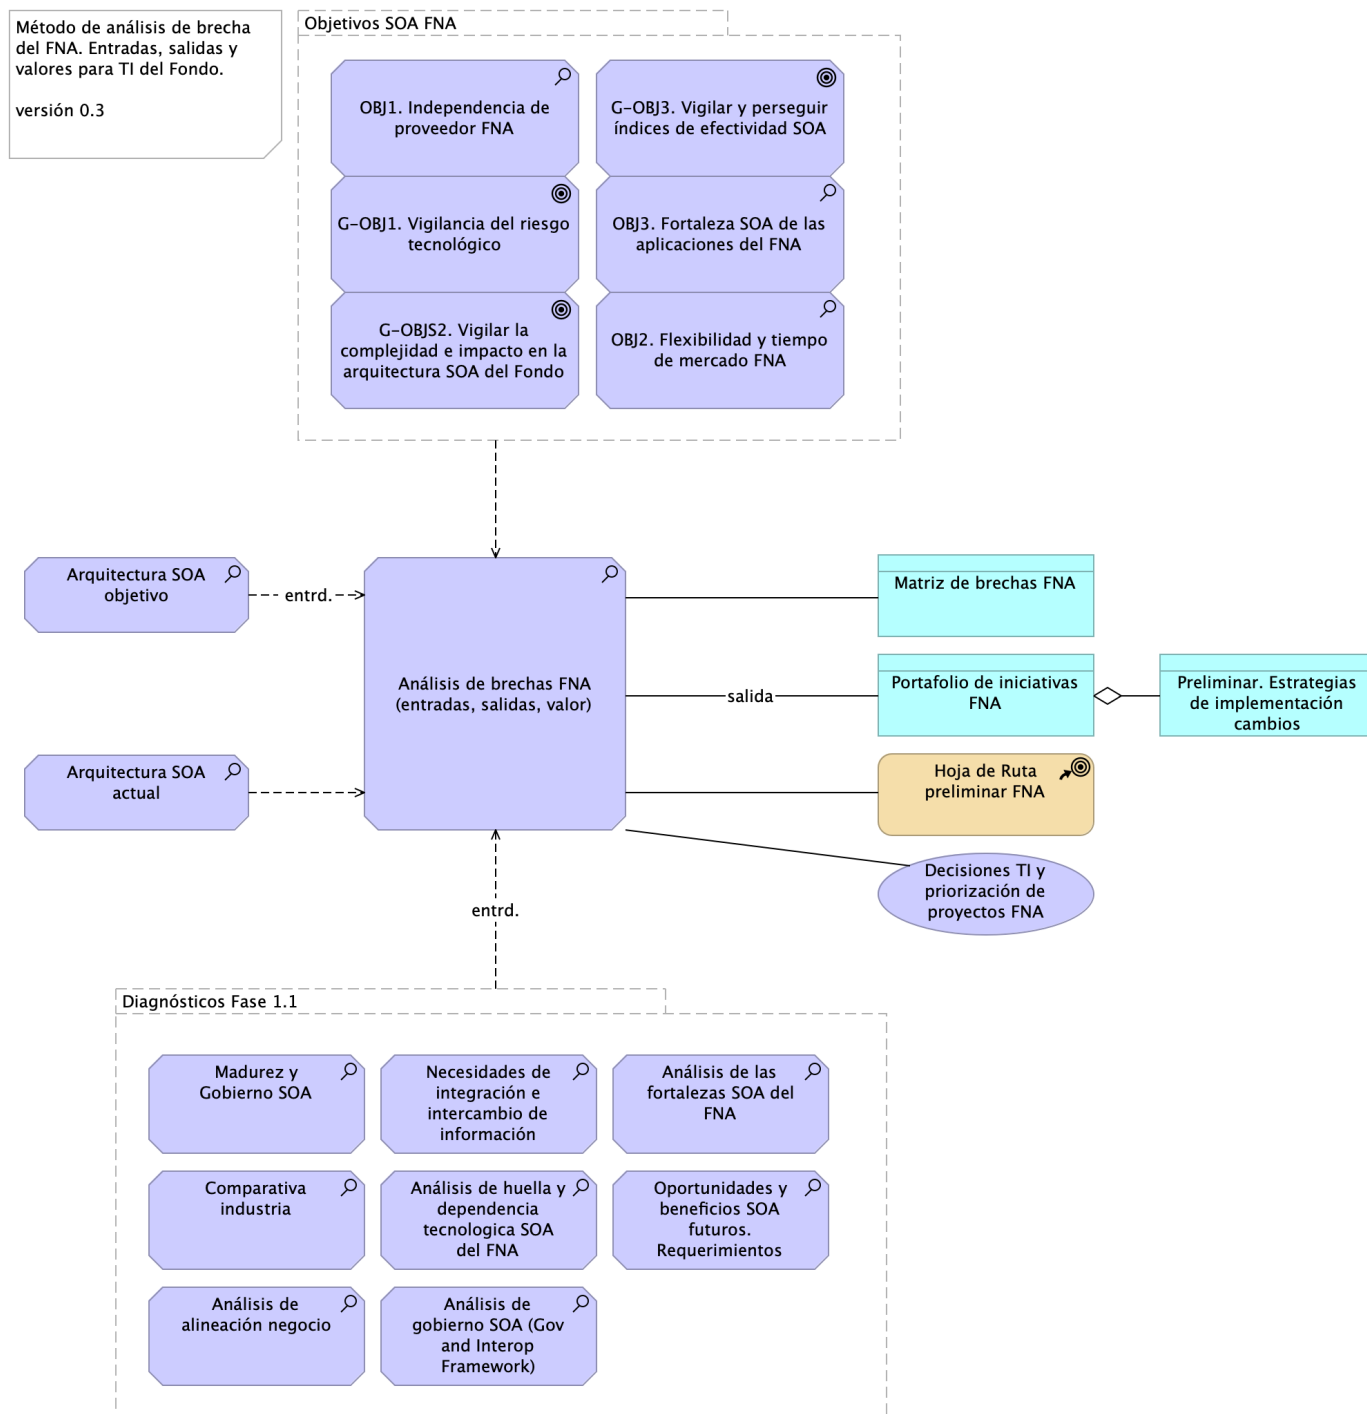 Método de análisis de brecha
del FNA. Entradas, salidas y
valores para TI del Fondo.
versión 0.3
Objetivos SOA FNA
OBJ1. Independencia de
proveedor FNA
G-OBJ3. Vigilar y perseguir
índices de efectividad SOA
G-OBJ1. Vigilancia del riesgo
tecnológico
OBJ3. Fortaleza SOA de las
aplicaciones del FNA
G-OBJS2. Vigilar la
complejidad e impacto en la
arquitectura SOA del Fondo
OBJ2. Flexibilidad y tiempo
de mercado FNA
Arquitectura SOA
objetivo
entrd.
Arquitectura SOA
actual
Análisis de brechas FNA
(entradas, salidas, valor)
Matriz de brechas FNA
salida
Portafolio de iniciativas
FNA
Preliminar. Estrategias
de implementación
cambios
Hoja de Ruta
preliminar FNA
Decisiones TI y
priorización de
proyectos FNA
entrd.
Diagnósticos Fase 1.1
Madurez y
Gobierno SOA
Necesidades de
integración e
intercambio de
información
Análisis de las
fortalezas SOA del
FNA
Comparativa
industria
Análisis de huella y
dependencia
tecnologica SOA
del FNA
Oportunidades y
beneficios SOA
futuros.
Requerimientos
Análisis de
alineación negocio
Análisis de
gobierno SOA (Gov
and Interop
Framework)